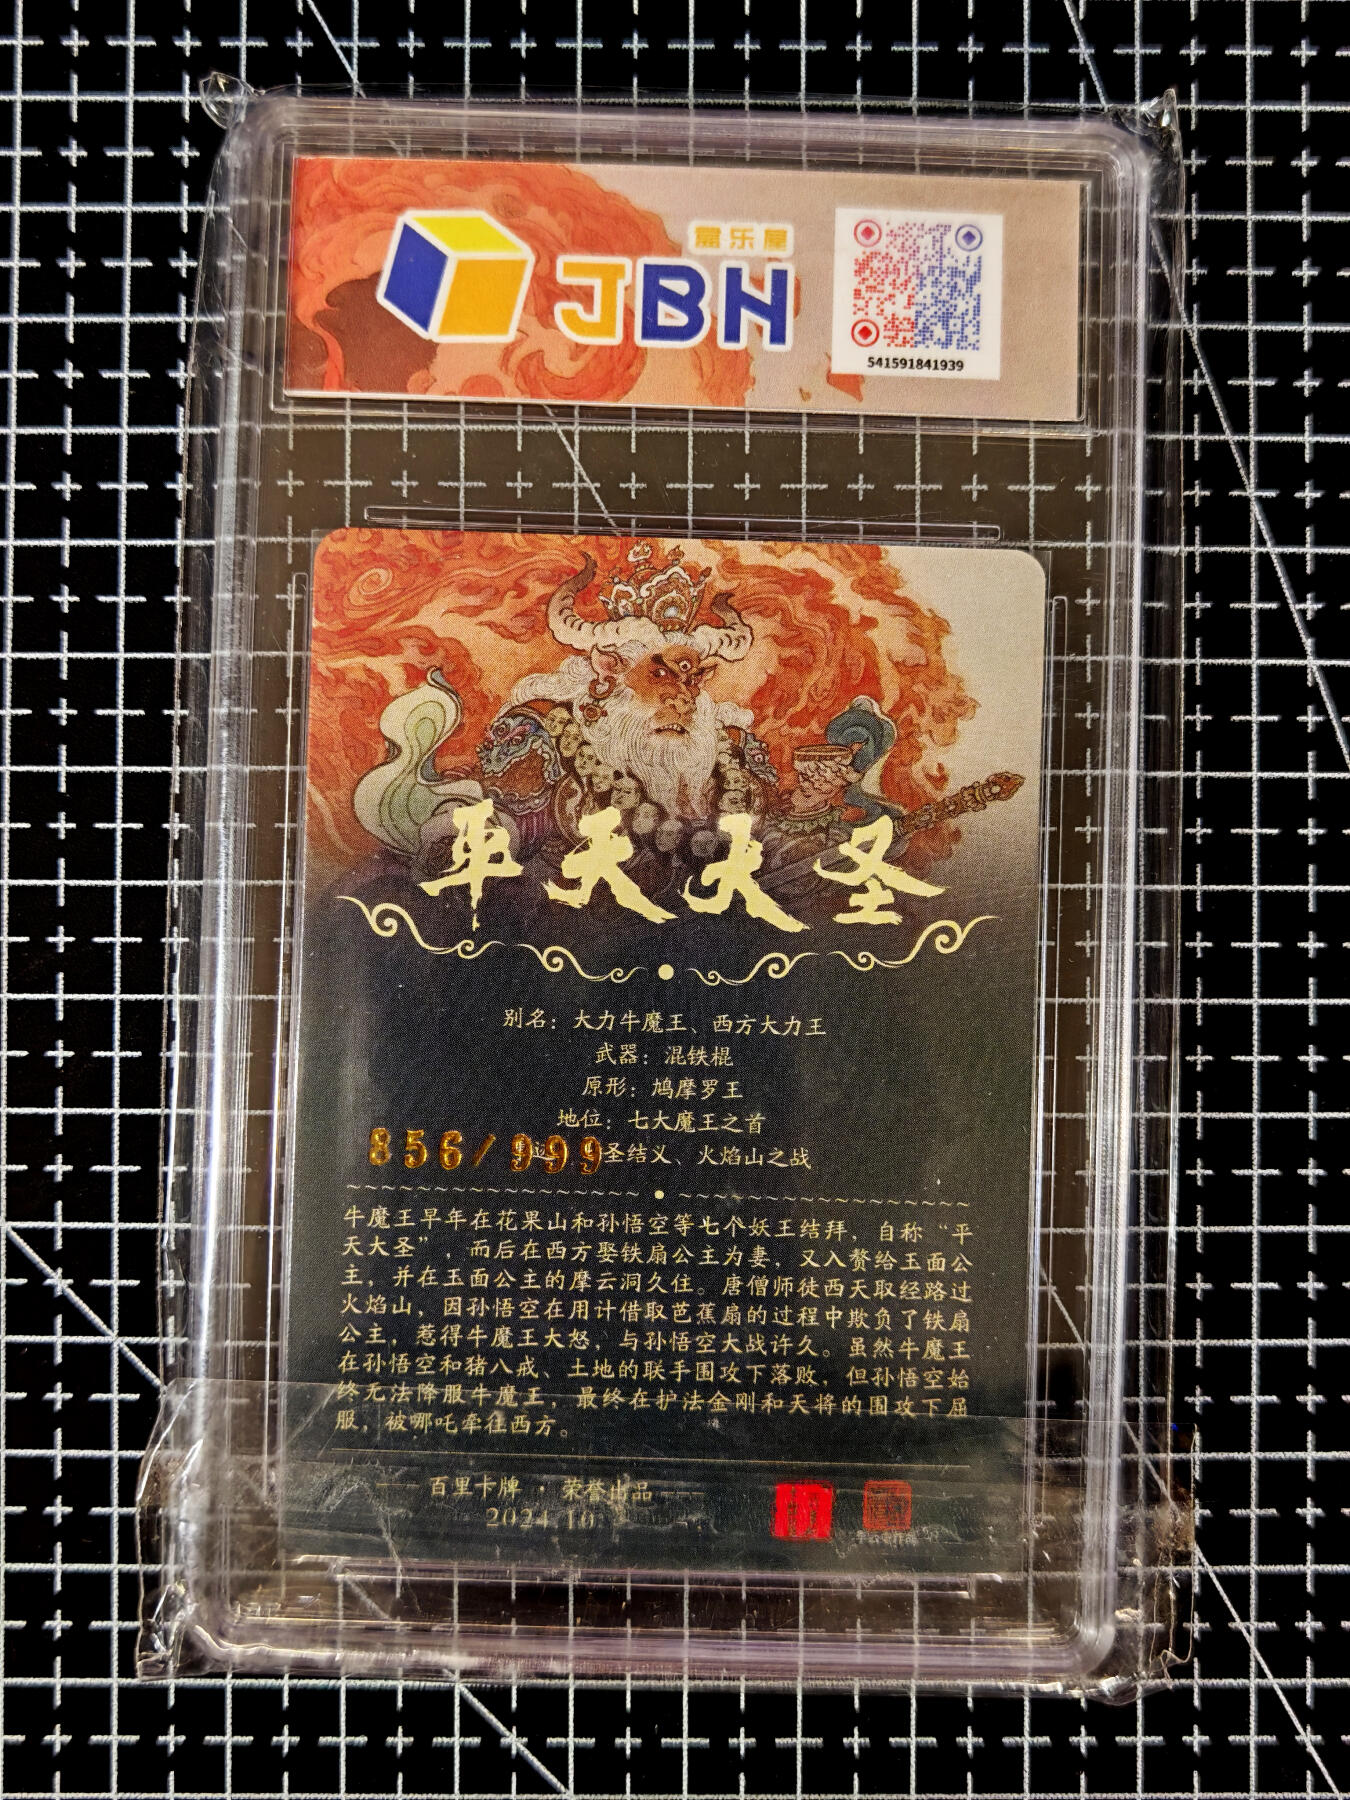 乐
JBH
541591841939
平天大圣
别名：大力牛魔王、西方大力王
武器：混铁棍
原形：鸠摩罗王
地位：七大魔王之首
856/999
圣结义、火焰山之战
牛魔王早年在花果山和孙悟空等七个妖王结拜，自称“平
天大圣”，而后在西方娶铁扇公主为妻，又入赘给玉面公
主，并在玉面公主的摩云洞久住。唐僧师徒西天取经路过
火焰山，因孙悟空在用计借取芭蕉扇的过程中欺负了铁扇
公主，惹得牛魔王大怒，与孙悟空大战许久。虽然牛魔王
在孙悟空和猪八戒、土地的联手围攻下落败，但孙悟空始
终无法降服牛魔王，最终在护法金刚和天将的围攻下屈
服，被哪吒牵往西方。
百里卡牌 · 荣誉出品
2024.10